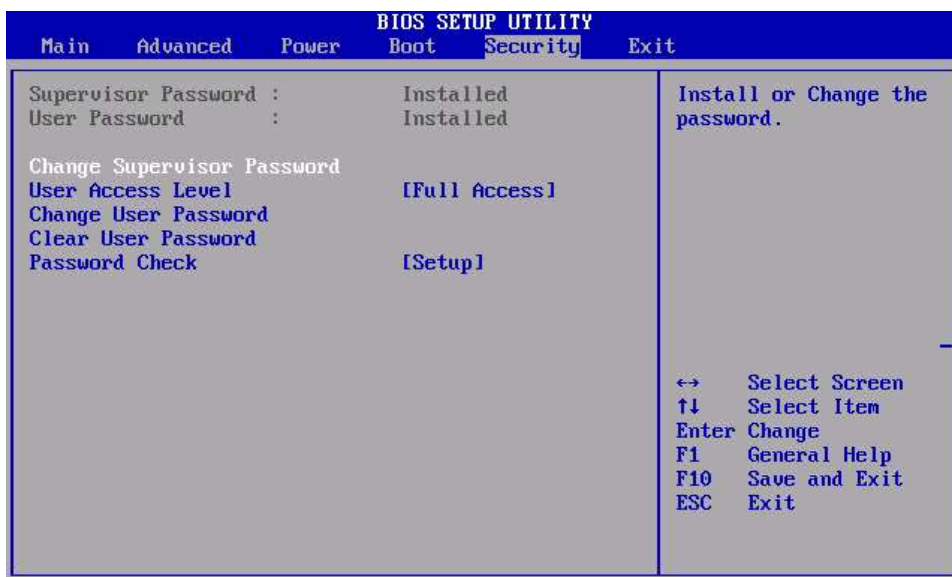 BIOS SETUP UTILITY
Main Advanced Power Boot Security Exit
Supervisor Password : Installed
User Password : Installed
Change Supervisor Password
User Access Level [Full Access]
Change User Password
Clear User Password
Password Check [Setup]
Install or Change the
password.
↔ Select Screen
↑↓ Select Item
Enter Change
F1 General Help
F10 Save and Exit
ESC Exit